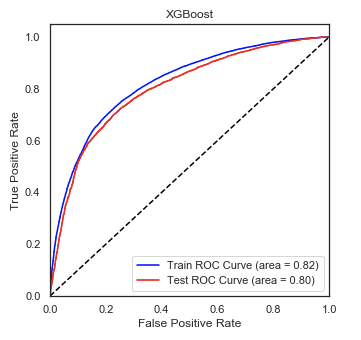 XGBoost
True Positive Rate
1.0
0.8
0.6
0.4
0.2
0.0
Train ROC Curve (area = 0.82)
Test ROC Curve (area = 0.80)
0.0 0.2 0.4 0.6 0.8 1.0
False Positive Rate